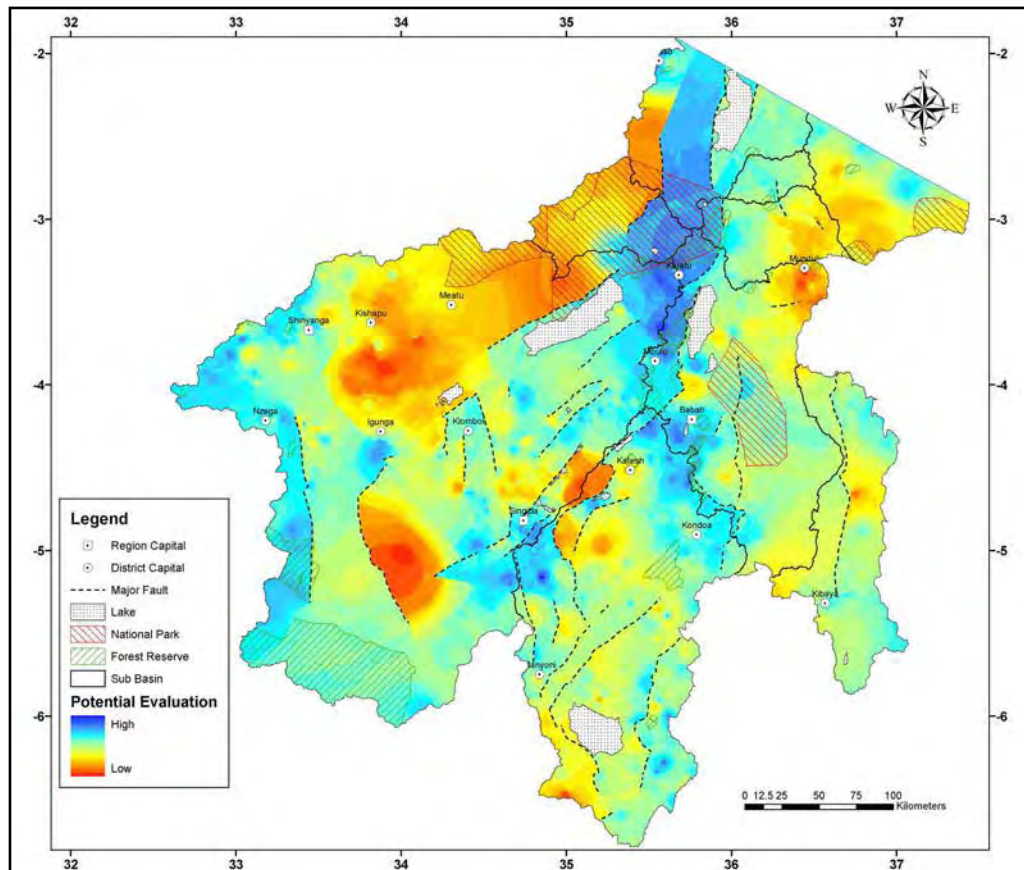 32 33 34 35 36 37
-2 -2
N
W E
S
-3 -3
Karatu
Meatu
Kishapu
Shinyanga
-4 -4
Babati
Nzega
Igunga
Katesh
Singida
Kondoa
Legend
Region Capital
District Capital
Major Fault
Lake
National Park
Forest Reserve
Sub Basin
Potential Evaluation
High
Low
-5 -5
Kibaya
-6 -6
0 12.5 25 50 75 100
Kilometers
32 33 34 35 36 37